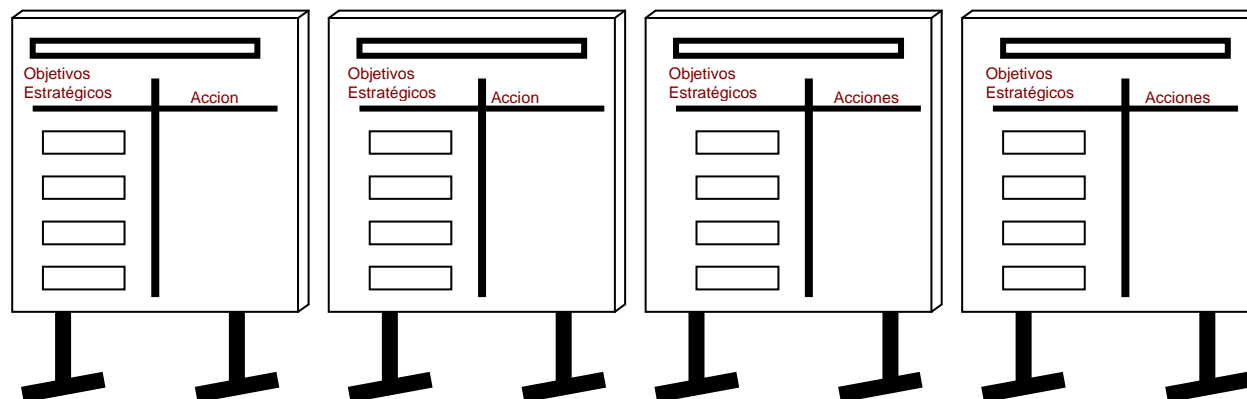 Objetivos
Estratégicos
Accion
Objetivos
Estratégicos
Accion
Objetivos
Estratégicos
Acciones
Objetivos
Estratégicos
Acciones